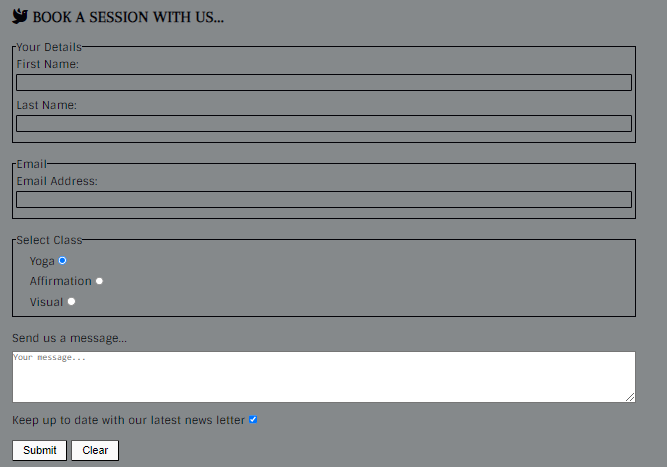 BOOK A SESSION WITH US...
Your Details
First Name:
Last Name:
Email
Email Address:
Select Class
Yoga
Affirmation
Visual
Send us a message...
Your message...
Keep up to date with our latest news letter
Submit Clear